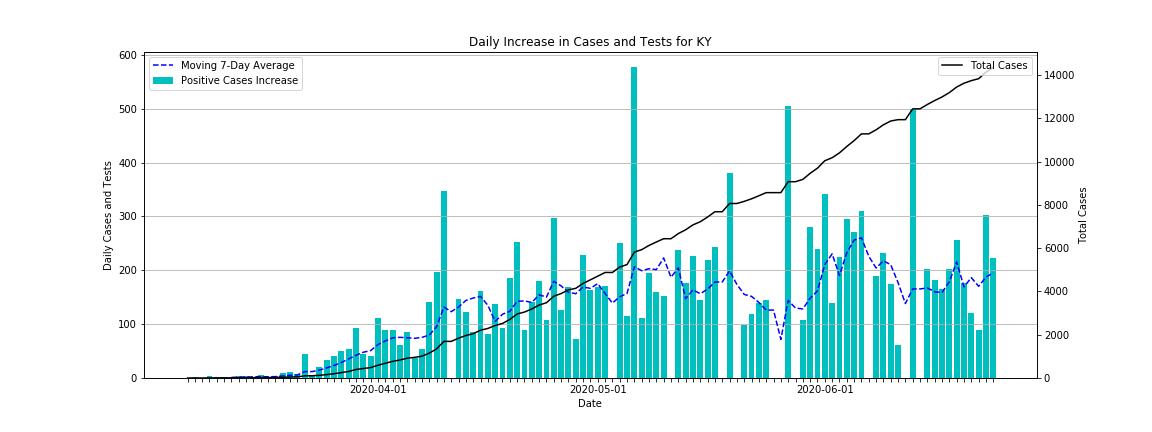 Daily Increase in Cases and Tests for KY
Moving 7-Day Average
Positive Cases Increase
Total Cases
600
500
400
300
200
100
0
Daily Cases and Tests
14000
12000
10000
8000
6000
4000
2000
0
Total Cases
2020-04-01
2020-05-01
2020-06-01
Date